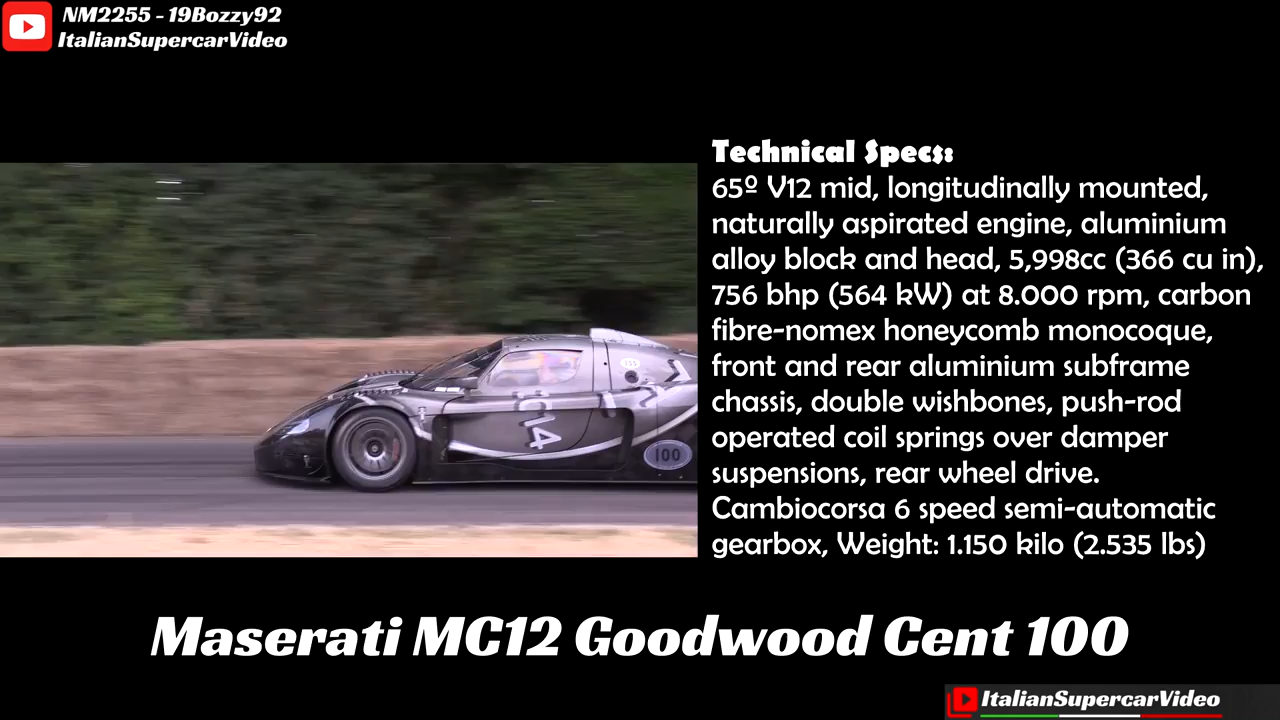 NM2255 - 19Bozzy92
ItalianSupercarVideo
Technical Specs:
65º V12 mid, longitudinally mounted,
naturally aspirated engine, aluminium
alloy block and head, 5,998cc (366 cu in),
756 bhp (564 kW) at 8.000 rpm, carbon
fibre-nomex honeycomb monocoque,
front and rear aluminium subframe
chassis, double wishbones, push-rod
operated coil springs over damper
suspensions, rear wheel drive.
Cambiocorsa 6 speed semi-automatic
gearbox, Weight: 1.150 kilo (2.535 lbs)
1914
100
Maserati MC12 Goodwood Cent 100
ItalianSupercarVideo